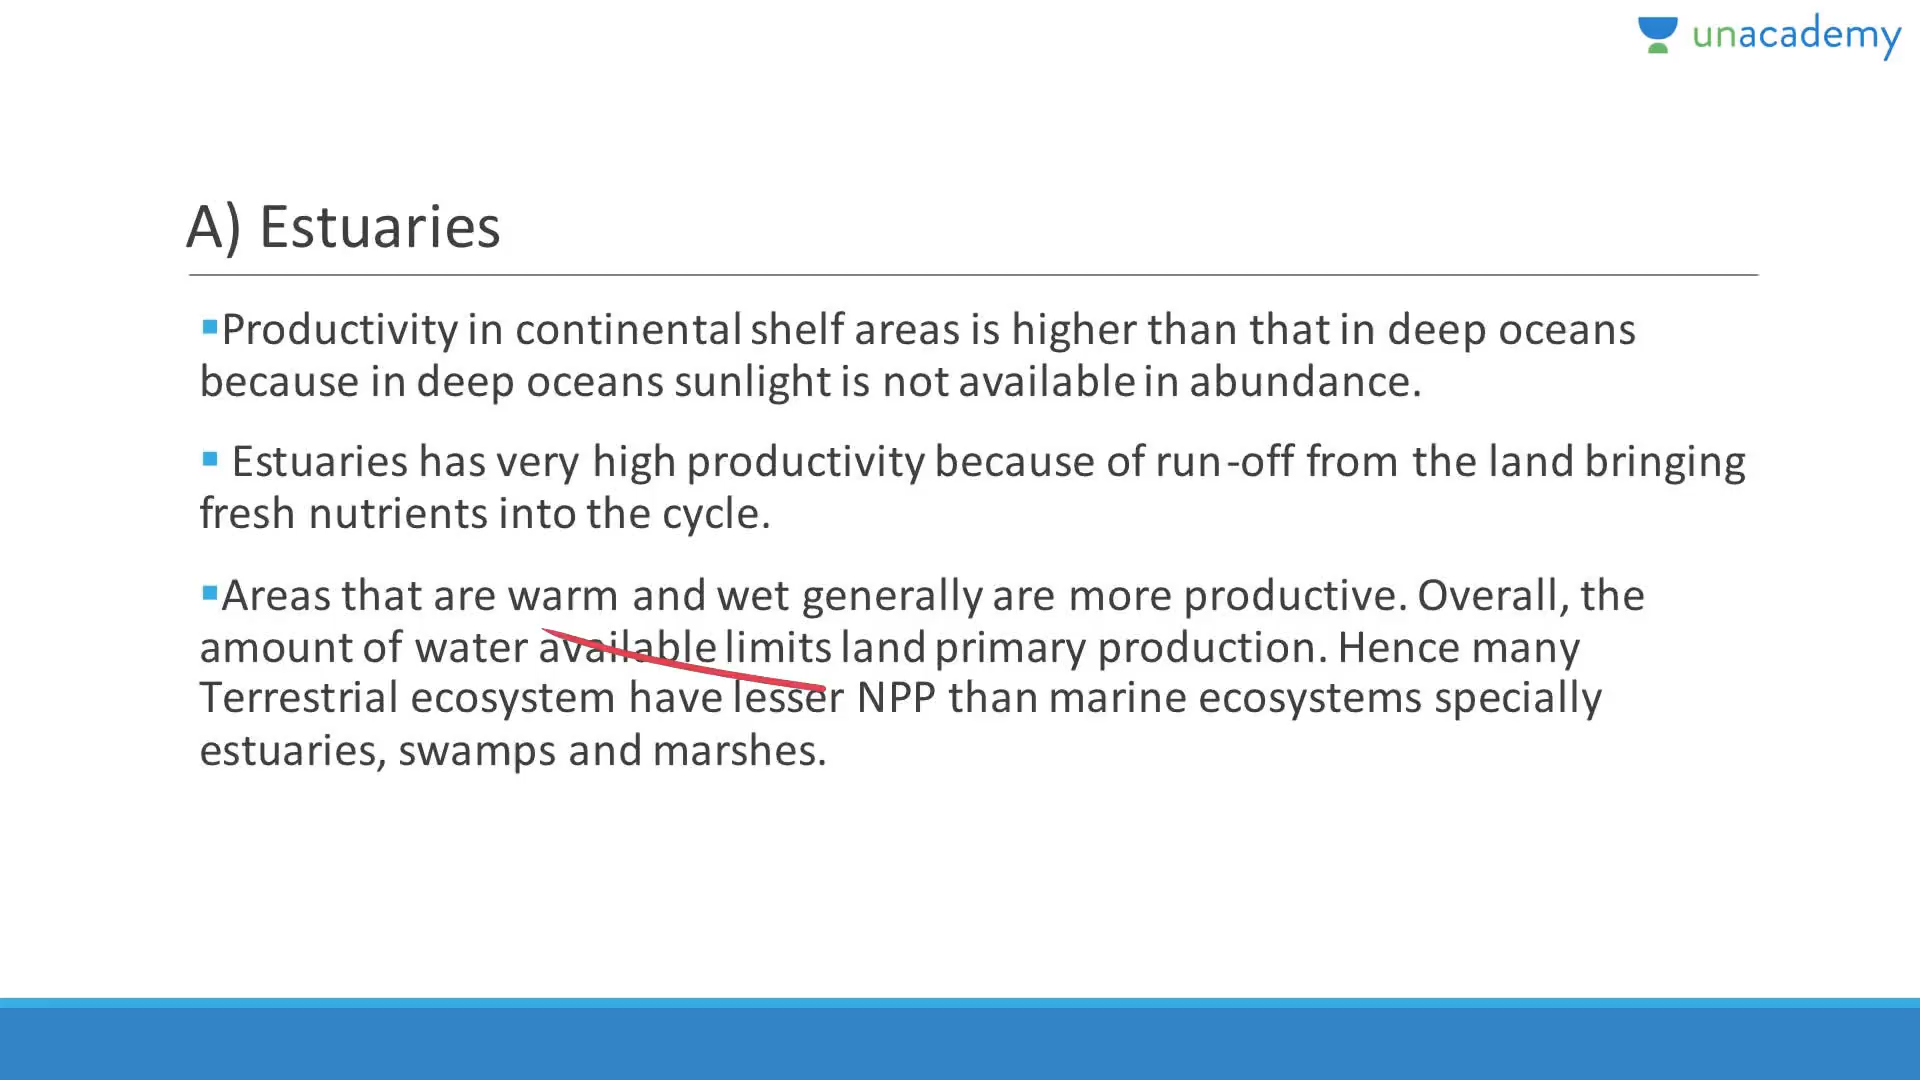 unacademy
A) Estuaries
▪Productivity in continental shelf areas is higher than that in deep oceans
because in deep oceans sunlight is not available in abundance.
▪ Estuaries has very high productivity because of run-off from the land bringing
fresh nutrients into the cycle.
▪Areas that are warm and wet generally are more productive. Overall, the
amount of water available limits land primary production. Hence many
Terrestrial ecosystem have lesser NPP than marine ecosystems specially
estuaries, swamps and marshes.